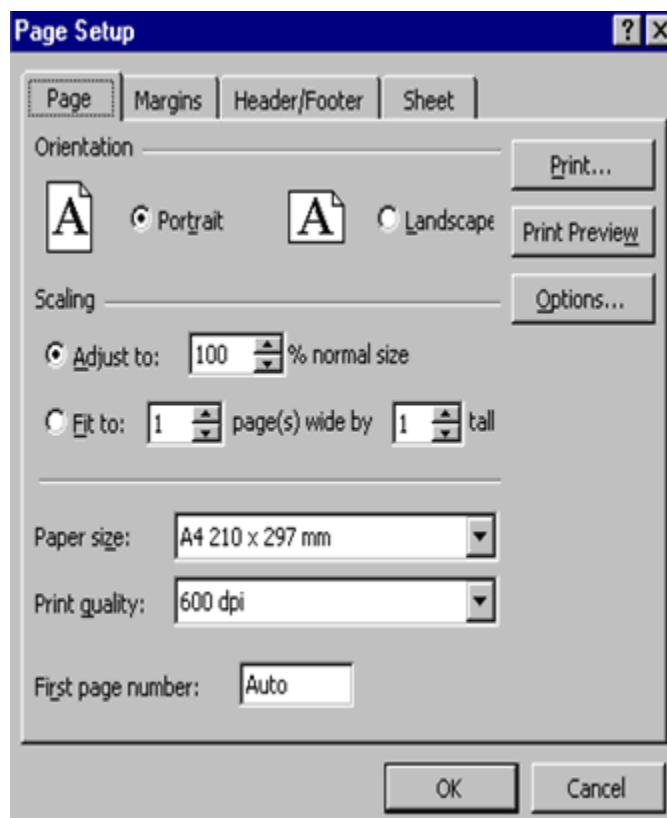 Page Setup
Page Margins Header/Footer Sheet
Orientation
Print...
A Portrait A Landscape
Print Preview
Scaling
Options...
Adjust to: 100 % normal size
Fit to: 1 page(s) wide by 1 tall
Paper size: A4 210 x 297 mm
Print quality: 600 dpi
First page number: Auto
OK Cancel